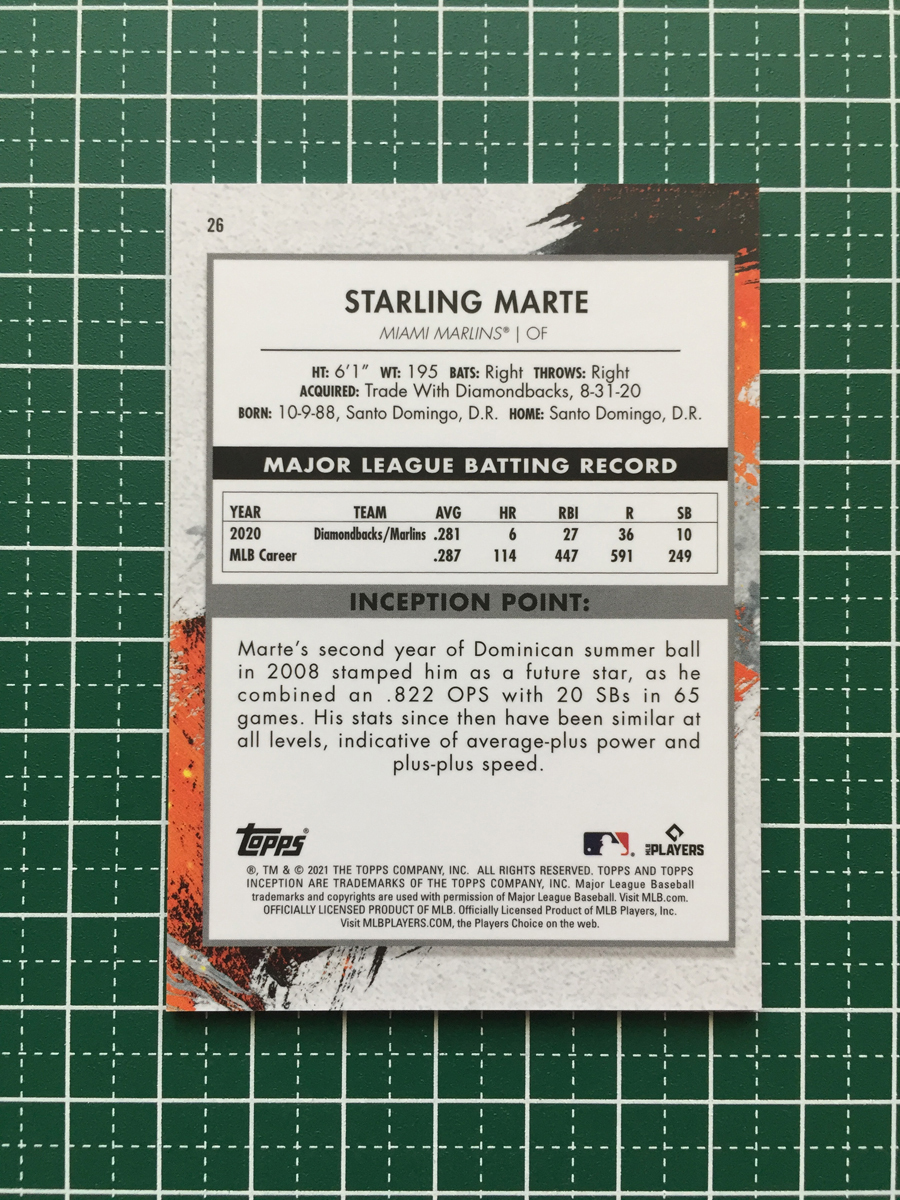 26
STARLING MARTE
MIAMI MARLINS® | OF
HT: 6'1" WT: 195 BATS: Right THROWS: Right
ACQUIRED: Trade With Diamondbacks, 8-31-20
BORN: 10-9-88, Santo Domingo, D.R. HOME: Santo Domingo, D.R.
MAJOR LEAGUE BATTING RECORD
YEAR TEAM AVG HR RBI R SB
2020 Diamondbacks/Marlins .281 6 27 36 10
MLB Career .287 114 447 591 249
INCEPTION POINT:
Marte's second year of Dominican summer ball
in 2008 stamped him as a future star, as he
combined an .822 OPS with 20 SBs in 65
games. His stats since then have been similar at
all levels, indicative of average-plus power and
plus-plus speed.
Topps® ® MLB PLAYERS
®, TM & © 2021 THE TOPPS COMPANY, INC. ALL RIGHTS RESERVED. TOPPS AND TOPPS
INCEPTION ARE TRADEMARKS OF THE TOPPS COMPANY, INC. Major League Baseball
trademarks and copyrights are used with permission of Major League Baseball. Visit MLB.com.
OFFICIALLY LICENSED PRODUCT OF MLB. Officially Licensed Product of MLB Players, Inc.
Visit MLBPLAYERS.COM, the Players Choice on the web.